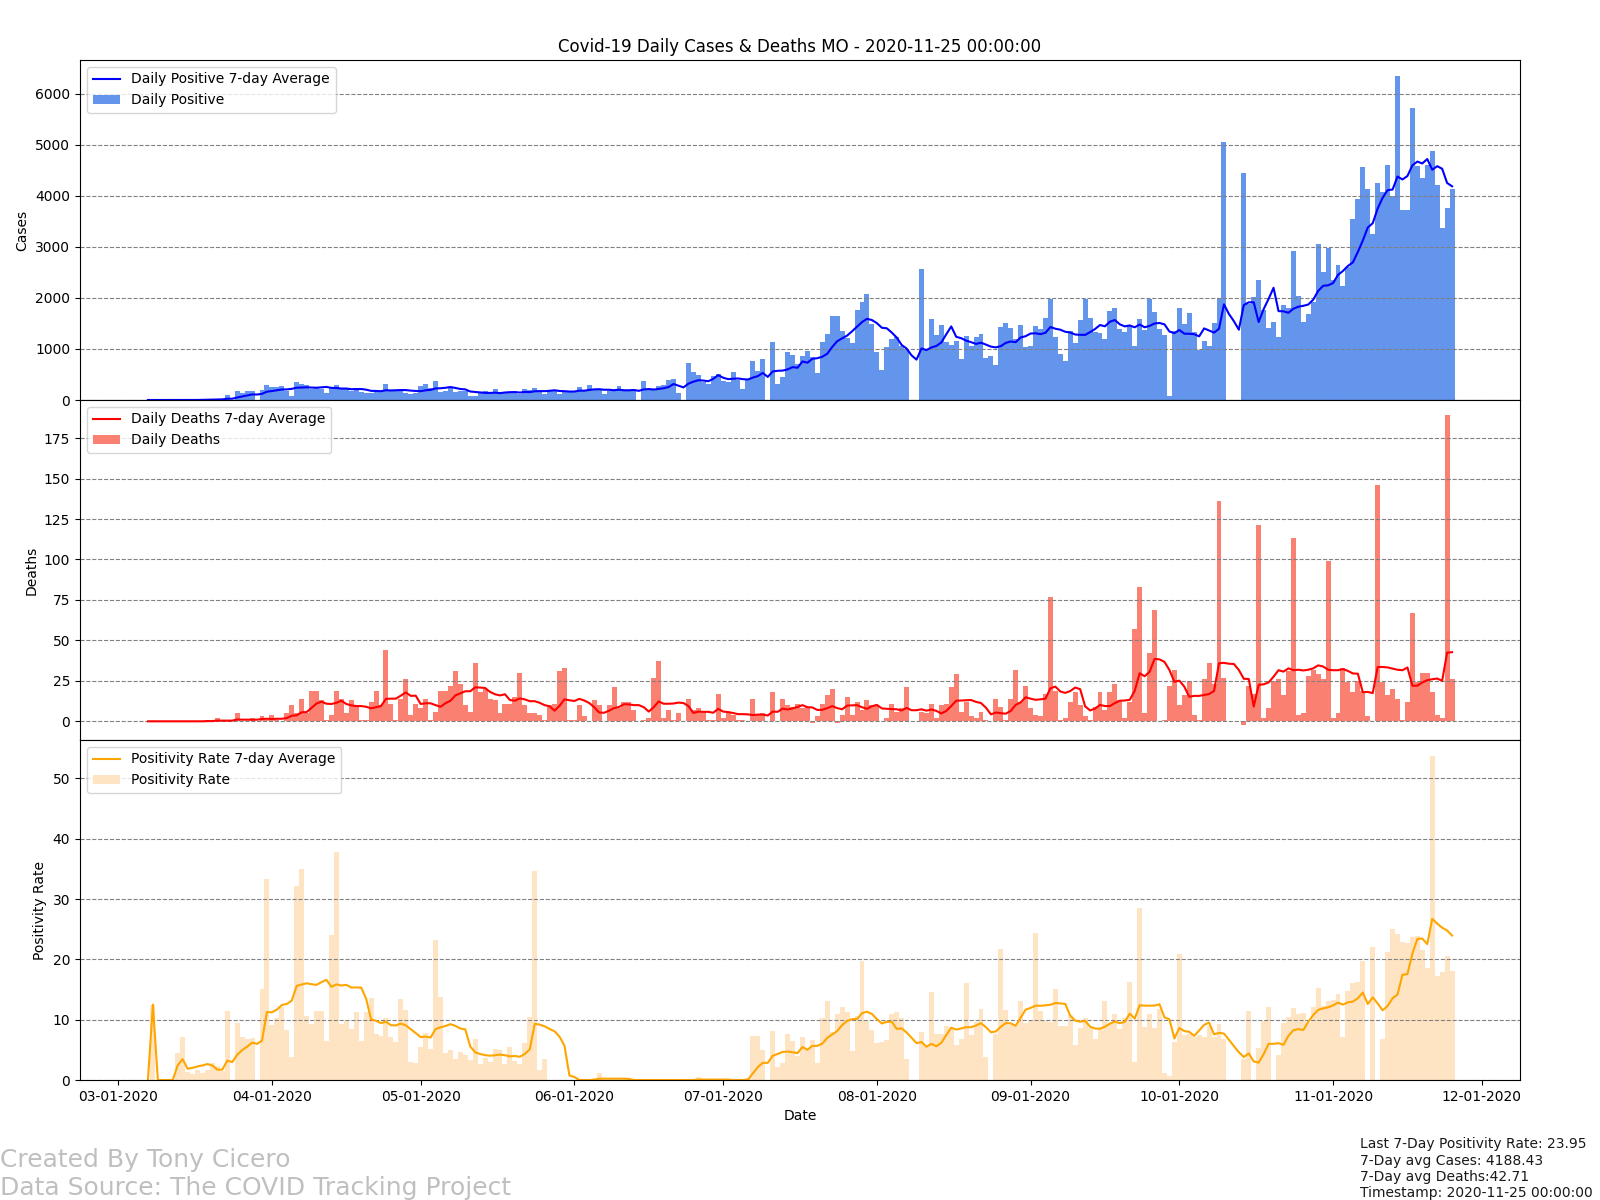 Covid-19 Daily Cases & Deaths MO - 2020-11-25 00:00:00
Daily Positive 7-day Average
Daily Positive
6000
5000
4000
3000
2000
1000
0
Cases
Daily Deaths 7-day Average
Daily Deaths
175
150
125
100
75
50
25
0
Deaths
Positivity Rate 7-day Average
Positivity Rate
50
40
30
20
10
0
Positivity Rate
03-01-2020 04-01-2020 05-01-2020 06-01-2020 07-01-2020 08-01-2020 09-01-2020 10-01-2020 11-01-2020 12-01-2020
Date
Created By Tony Cicero
Data Source: The COVID Tracking Project
Last 7-Day Positivity Rate: 23.95
7-Day avg Cases: 4188.43
7-Day avg Deaths:42.71
Timestamp: 2020-11-25 00:00:00